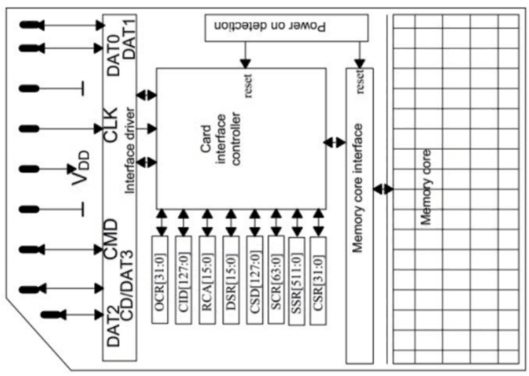 Power on detection
DAT1
DAT0
CLK
VDD
CMD
CD/DAT3
DAT2
Interface driver
reset
Card
interface
controller
reset
Memory core interface
Memory core
OCR[31:0]
CID[127:0]
RCA[15:0]
DSR[15:0]
CSD[127:0]
SCR[63:0]
SSR[511:0]
CSR[31:0]